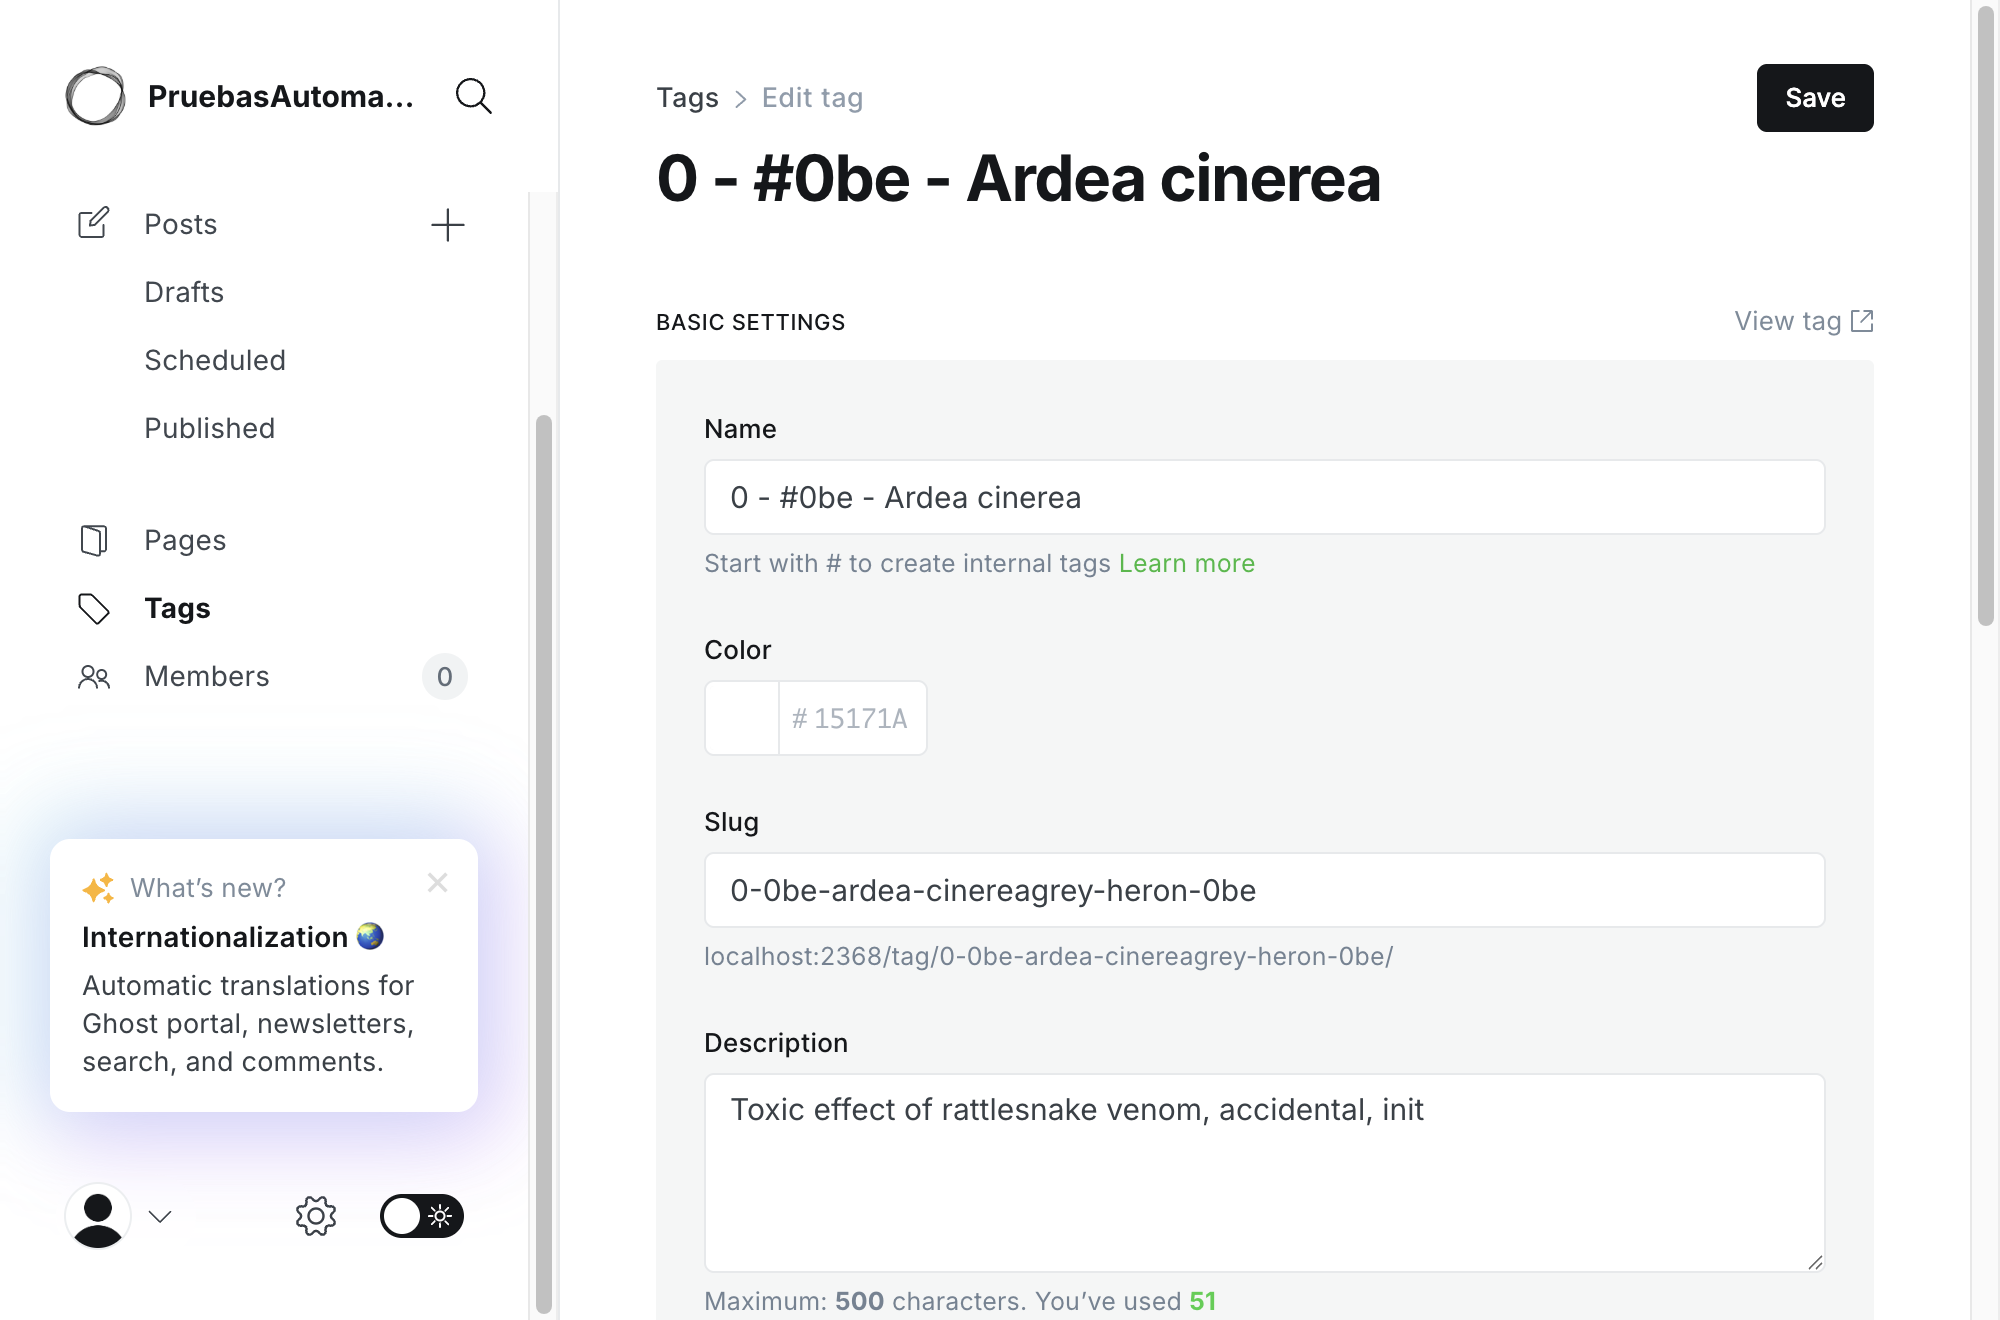 PruebasAutoma...
Posts
Drafts
Scheduled
Published
Pages
Tags
Members
0
What’s new?
Internationalization
Automatic translations for
Ghost portal, newsletters,
search, and comments.
Tags > Edit tag
Save
0 - #0be - Ardea cinerea
BASIC SETTINGS
View tag
Name
0 - #0be - Ardea cinerea
Start with # to create internal tags Learn more
Color
# 15171A
Slug
0-0be-ardea-cinereagrey-heron-0be
localhost:2368/tag/0-0be-ardea-cinereagrey-heron-0be/
Description
Toxic effect of rattlesnake venom, accidental, init
Maximum: 500 characters. You’ve used 51